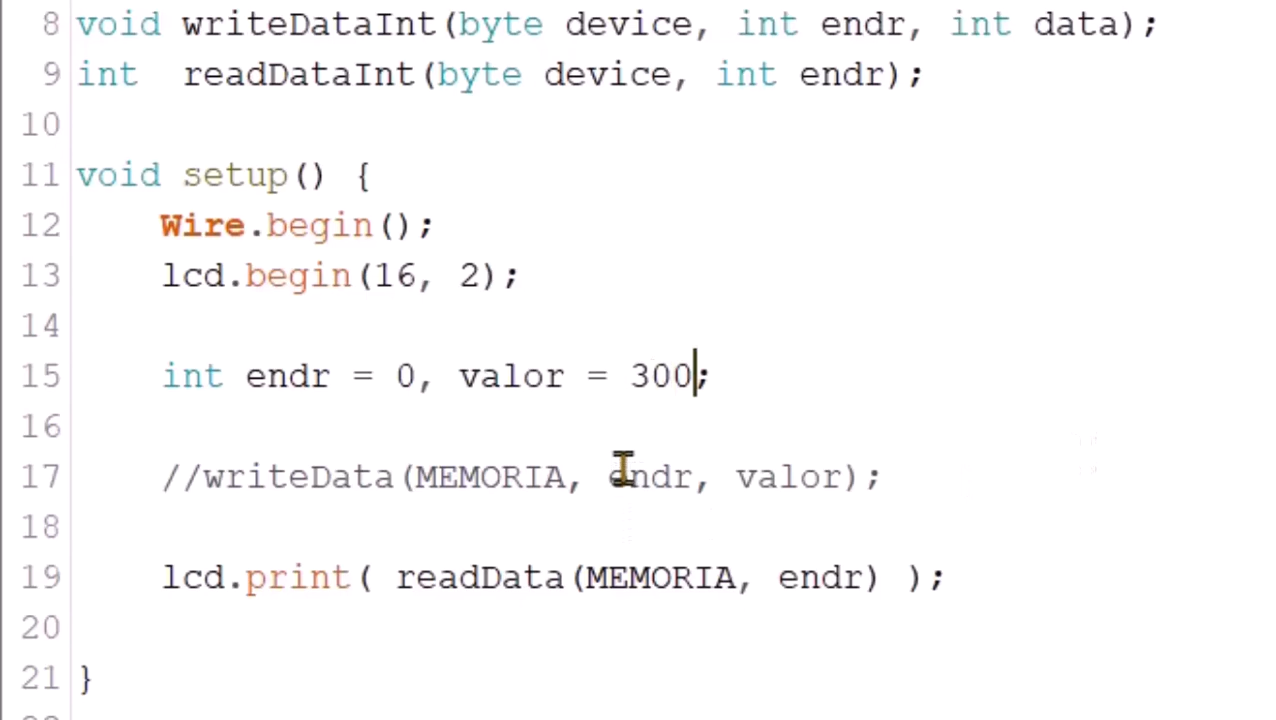 8 void writeDataInt(byte device, int endr, int data);
9 int  readDataInt(byte device, int endr);
10
11 void setup() {
12     Wire.begin();
13     lcd.begin(16, 2);
14
15     int endr = 0, valor = 300;
16
17     //writeData(MEMORIA, endr, valor);
18
19     lcd.print( readData(MEMORIA, endr) );
20
21 }